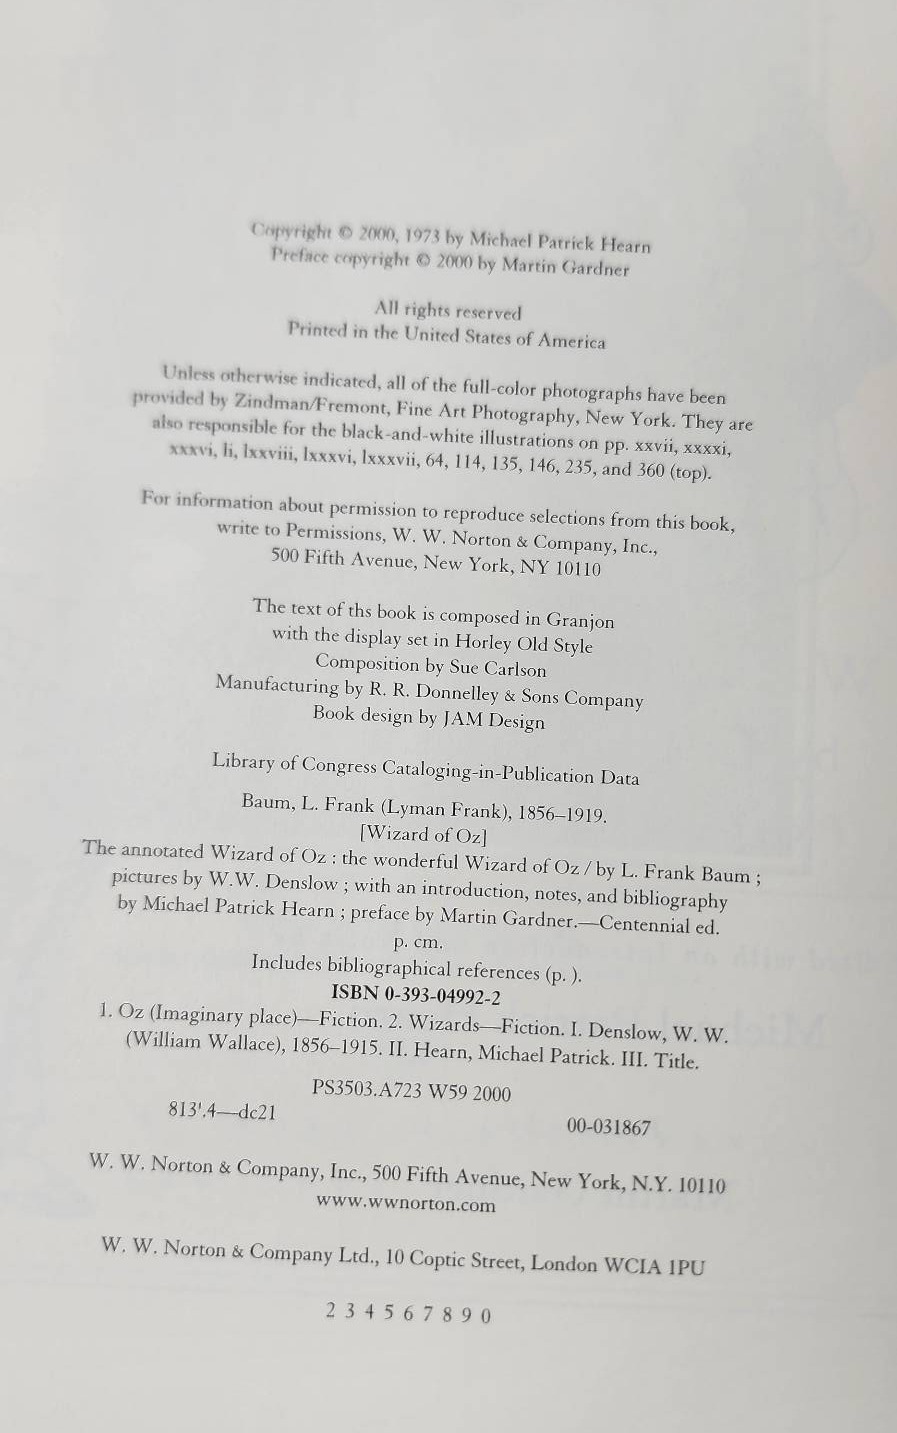 Copyright © 2000, 1973 by Michael Patrick Hearn
Preface copyright © 2000 by Martin Gardner
All rights reserved
Printed in the United States of America
Unless otherwise indicated, all of the full-color photographs have been
provided by Zindman/Fremont, Fine Art Photography, New York. They are
also responsible for the black-and-white illustrations on pp. xxvii, xxxxi,
xxxvi, li, lxxviii, lxxxvi, lxxxvii, 64, 114, 135, 146, 235, and 360 (top).
For information about permission to reproduce selections from this book,
write to Permissions, W. W. Norton & Company, Inc.,
500 Fifth Avenue, New York, NY 10110
The text of ths book is composed in Granjon
with the display set in Horley Old Style
Composition by Sue Carlson
Manufacturing by R. R. Donnelley & Sons Company
Book design by JAM Design
Library of Congress Cataloging-in-Publication Data
Baum, L. Frank (Lyman Frank), 1856–1919.
[Wizard of Oz]
The annotated Wizard of Oz : the wonderful Wizard of Oz / by L. Frank Baum ;
pictures by W.W. Denslow ; with an introduction, notes, and bibliography
by Michael Patrick Hearn ; preface by Martin Gardner.—Centennial ed.
p. cm.
Includes bibliographical references (p. ).
ISBN 0-393-04992-2
1. Oz (Imaginary place)—Fiction. 2. Wizards—Fiction. I. Denslow, W. W.
(William Wallace), 1856–1915. II. Hearn, Michael Patrick. III. Title.
PS3503.A723 W59 2000
813'.4—dc21
00-031867
W. W. Norton & Company, Inc., 500 Fifth Avenue, New York, N.Y. 10110
www.wwnorton.com
W. W. Norton & Company Ltd., 10 Coptic Street, London WCIA 1PU
2 3 4 5 6 7 8 9 0